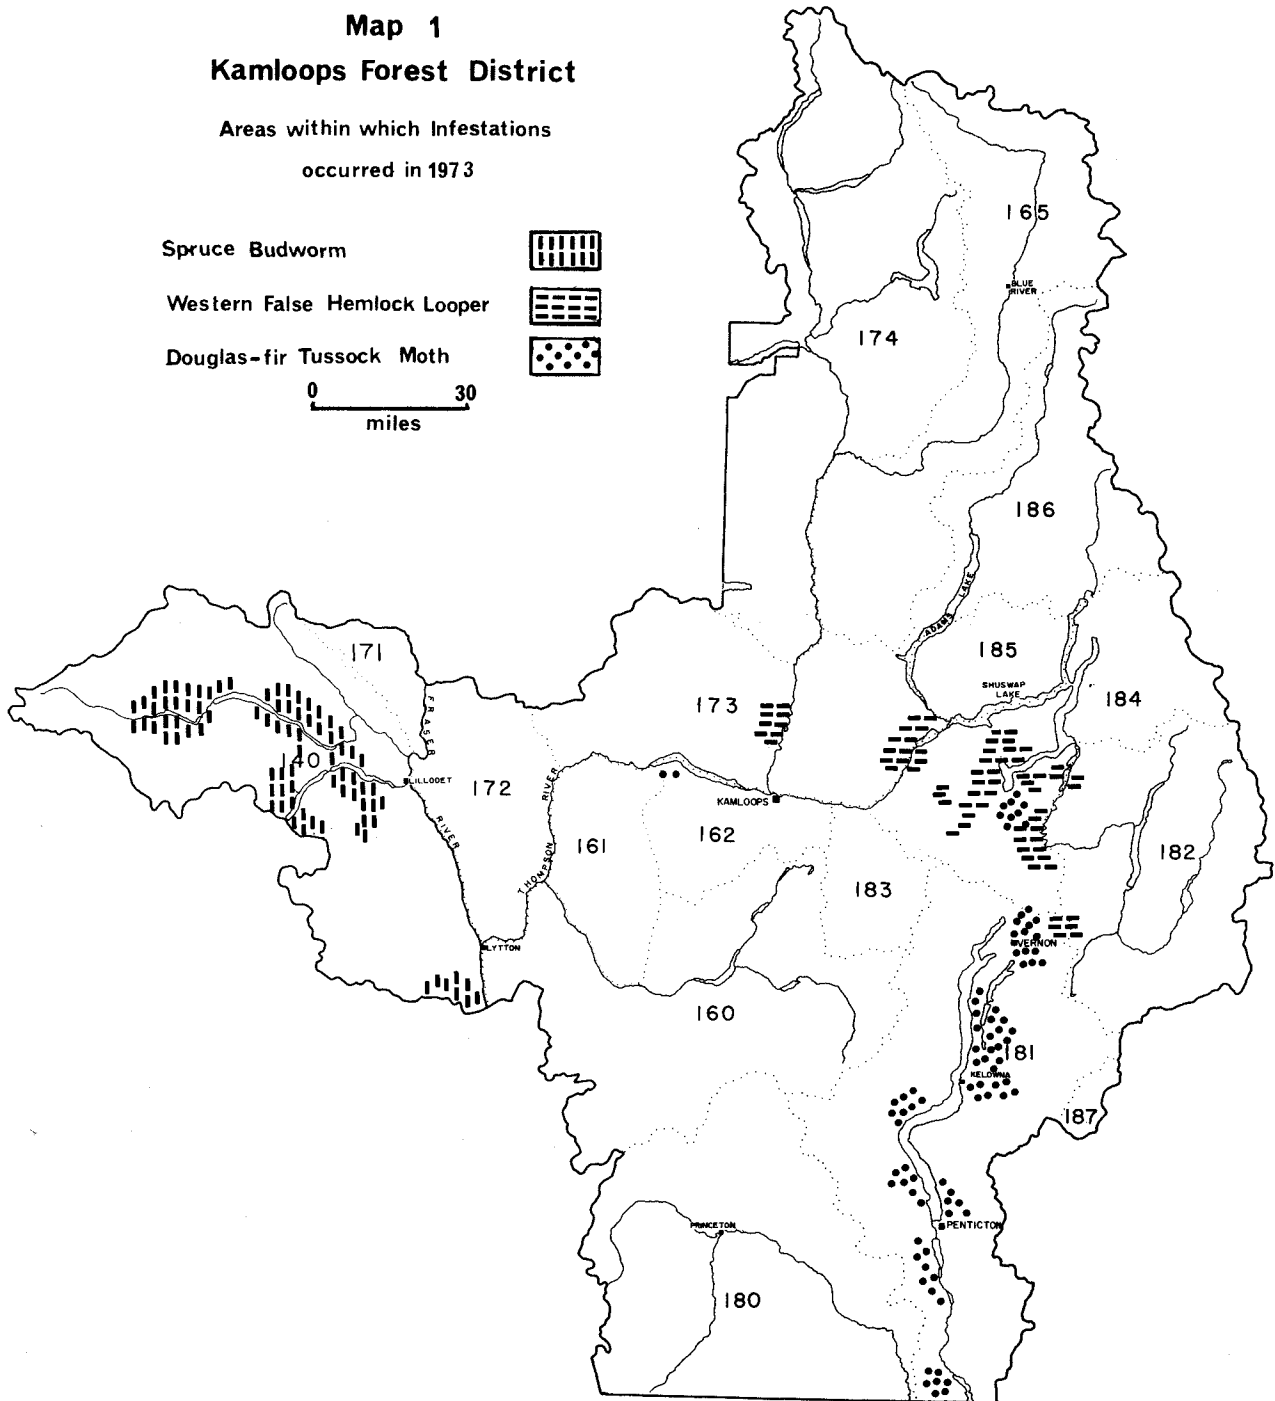 Map 1
Kamloops Forest District
Areas within which Infestations
occurred in 1973
Spruce Budworm
Western False Hemlock Looper
Douglas-fir Tussock Moth
0 30
miles
165
BLUE
RIVER
174
186
ADAMS LAKE
171
185
SHUSWAP
LAKE
184
173
FRASER
140
LILLOOET
172
KAMLOOPS
RIVER
RIVER
161
162
THOMPSON
182
183
LYTTON
VERNON
160
181
KELOWNA
187
PRINCETON
PENTICTON
180